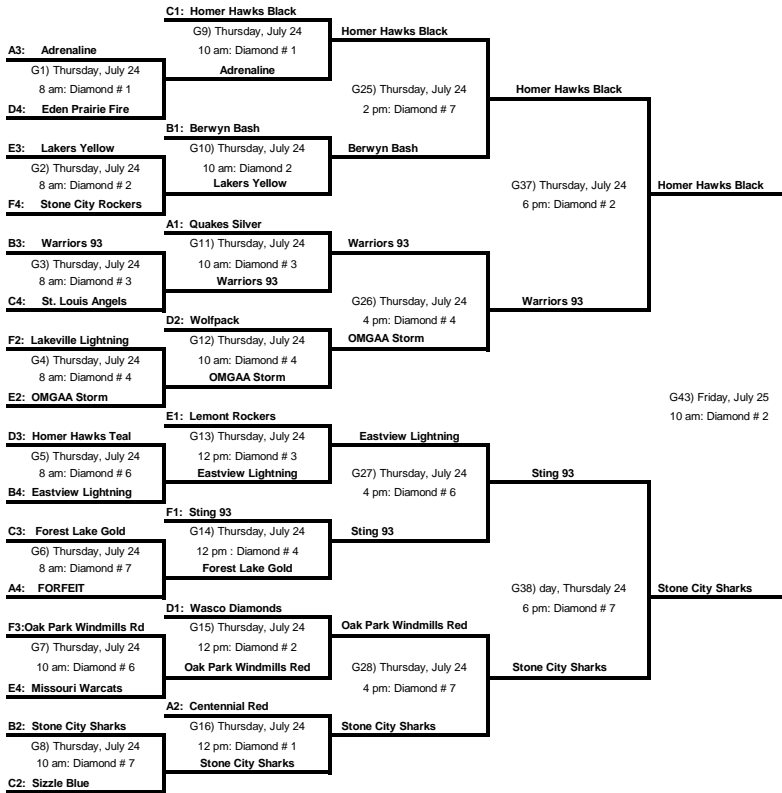 C1: Homer Hawks Black
G9) Thursday, July 24
Homer Hawks Black
10 am: Diamond # 1
A3: Adrenaline
Adrenaline
G1) Thursday, July 24
8 am: Diamond # 1
G25) Thursday, July 24
Homer Hawks Black
D4: Eden Prairie Fire
2 pm: Diamond # 7
B1: Berwyn Bash
E3: Lakers Yellow
G10) Thursday, July 24
Berwyn Bash
G2) Thursday, July 24
10 am: Diamond 2
8 am: Diamond # 2
Lakers Yellow
G37) Thursday, July 24
Homer Hawks Black
F4: Stone City Rockers
6 pm: Diamond # 2
A1: Quakes Silver
B3: Warriors 93
G11) Thursday, July 24
Warriors 93
G3) Thursday, July 24
10 am: Diamond # 3
8 am: Diamond # 3
Warriors 93
C4: St. Louis Angels
G26) Thursday, July 24
Warriors 93
D2: Wolfpack
4 pm: Diamond # 4
F2: Lakeville Lightning
G12) Thursday, July 24
OMGAA Storm
G4) Thursday, July 24
10 am: Diamond # 4
8 am: Diamond # 4
OMGAA Storm
E2: OMGAA Storm
G43) Friday, July 25
10 am: Diamond # 2
E1: Lemont Rockers
D3: Homer Hawks Teal
G13) Thursday, July 24
Eastview Lightning
G5) Thursday, July 24
12 pm: Diamond # 3
8 am: Diamond # 6
Eastview Lightning
G27) Thursday, July 24
Sting 93
B4: Eastview Lightning
4 pm: Diamond # 6
F1: Sting 93
C3: Forest Lake Gold
G14) Thursday, July 24
Sting 93
G6) Thursday, July 24
12 pm : Diamond # 4
8 am: Diamond # 7
Forest Lake Gold
A4: FORFEIT
G38) day, Thursdaly 24
Stone City Sharks
D1: Wasco Diamonds
6 pm: Diamond # 7
F3:Oak Park Windmills Rd
G15) Thursday, July 24
Oak Park Windmills Red
G7) Thursday, July 24
12 pm: Diamond # 2
10 am: Diamond # 6
Oak Park Windmills Red
G28) Thursday, July 24
Stone City Sharks
E4: Missouri Warcats
4 pm: Diamond # 7
A2: Centennial Red
B2: Stone City Sharks
G16) Thursday, July 24
Stone City Sharks
G8) Thursday, July 24
12 pm: Diamond # 1
10 am: Diamond # 7
Stone City Sharks
C2: Sizzle Blue